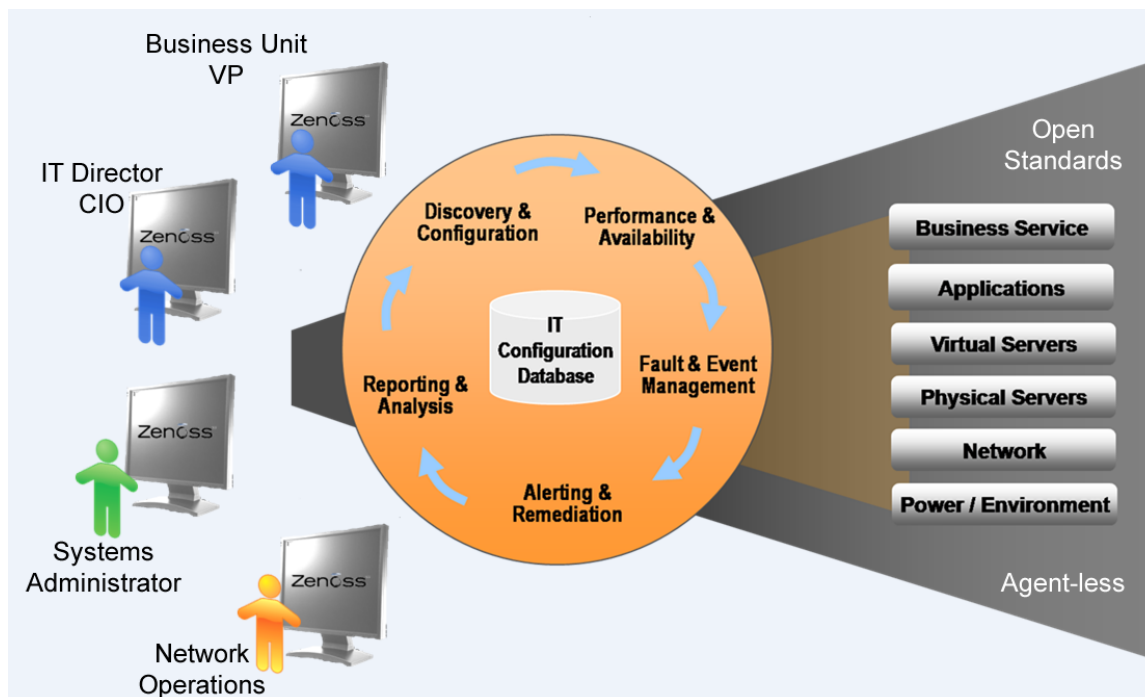 Business Unit
VP
Zenoss
IT Director
CIO
Zenoss
Zenoss
Systems
Administrator
Zenoss
Network
Operations
Discovery &
Configuration
Performance &
Availability
Fault & Event
Management
Alerting &
Remediation
Reporting &
Analysis
IT
Configuration
Database
Open
Standards
Business Service
Applications
Virtual Servers
Physical Servers
Network
Power / Environment
Agent-less